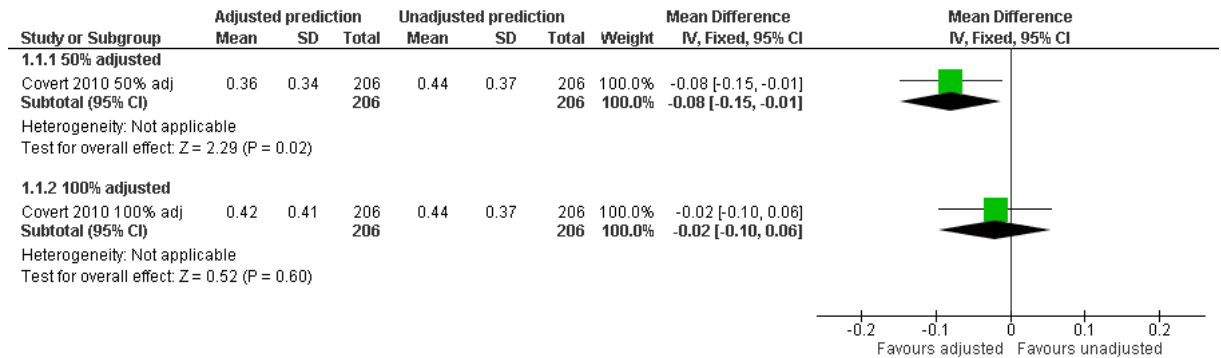 Adjusted prediction Unadjusted prediction Mean Difference Mean Difference
Study or Subgroup Mean SD Total Mean SD Total Weight IV, Fixed, 95% CI IV, Fixed, 95% CI
1.1.1 50% adjusted
Covert 2010 50% adj 0.36 0.34 206 0.44 0.37 206 100.0% -0.08 [-0.15, -0.01]
Subtotal (95% CI) 206 206 100.0% -0.08 [-0.15, -0.01]
Heterogeneity: Not applicable
Test for overall effect: Z = 2.29 (P = 0.02)
1.1.2 100% adjusted
Covert 2010 100% adj 0.42 0.41 206 0.44 0.37 206 100.0% -0.02 [-0.10, 0.06]
Subtotal (95% CI) 206 206 100.0% -0.02 [-0.10, 0.06]
Heterogeneity: Not applicable
Test for overall effect: Z = 0.52 (P = 0.60)
-0.2 -0.1 0 0.1 0.2
Favours adjusted Favours unadjusted